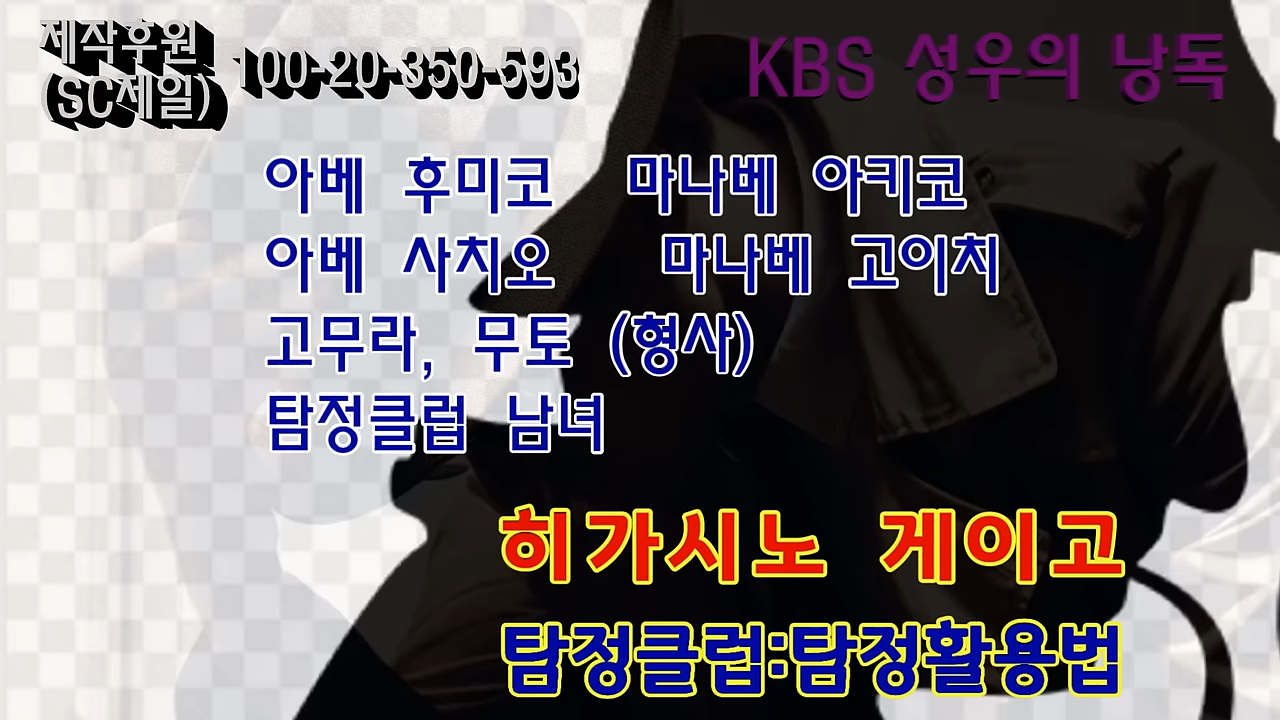 제작후원
(SC제일) 100-20-350-593
KBS 성우의 낭독
아베 후미코 마나베 아키코
아베 사치오 마나베 고이치
고무라, 무토 (형사)
탐정클럽 남녀
히가시노 게이고
탐정클럽:탐정활용법